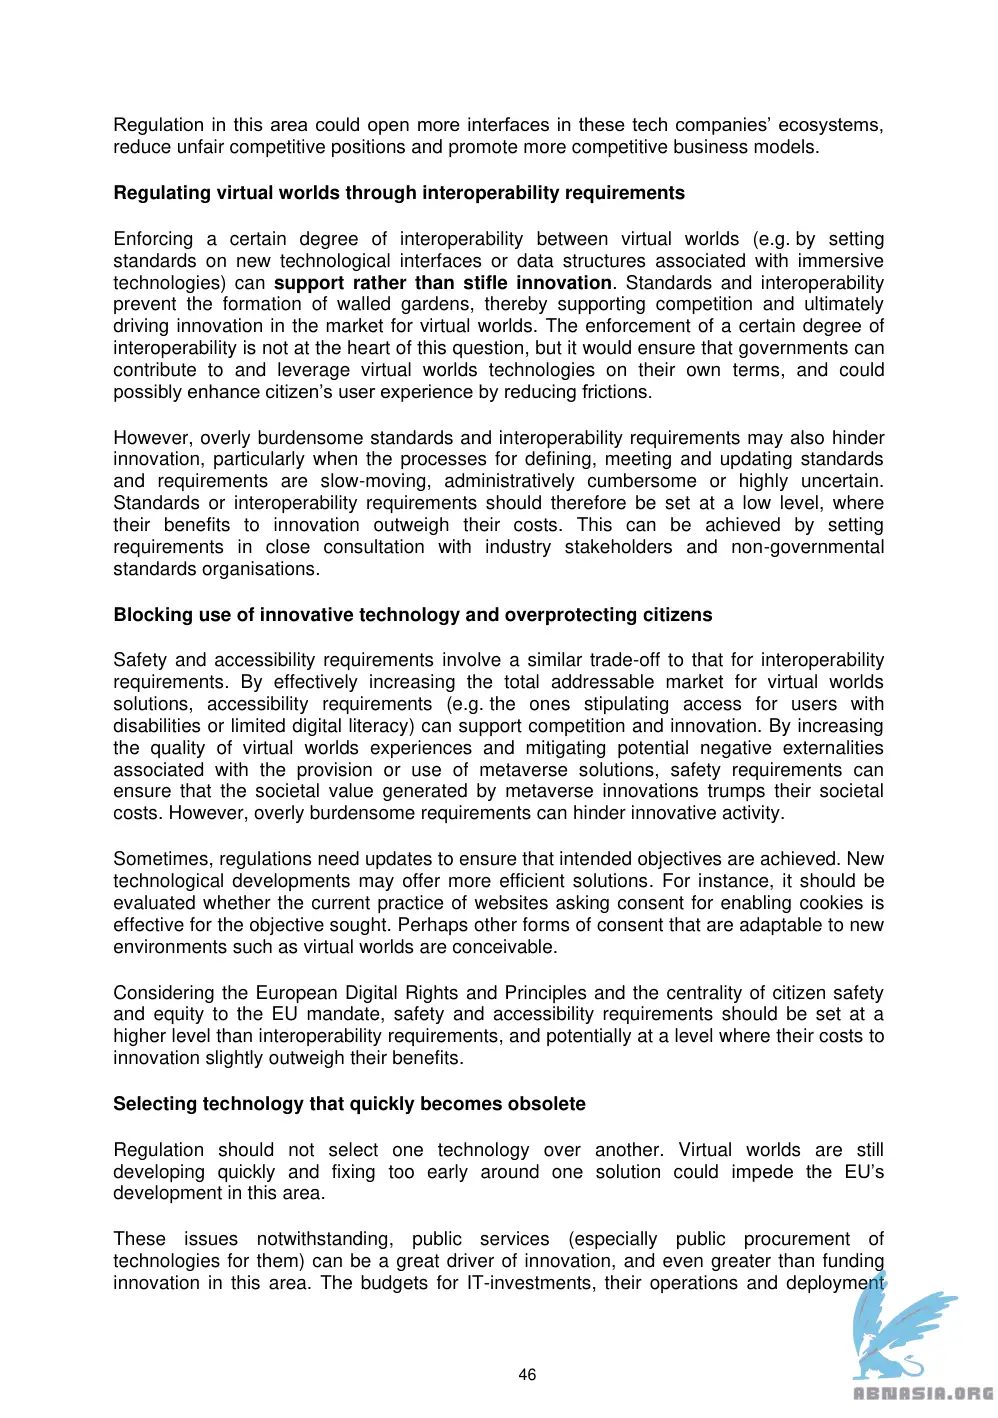 Regulation in this area could open more interfaces in these tech companies’ ecosystems,
reduce unfair competitive positions and promote more competitive business models.
Regulating virtual worlds through interoperability requirements
Enforcing a certain degree of interoperability between virtual worlds (e.g. by setting
standards on new technological interfaces or data structures associated with immersive
technologies) can support rather than stifle innovation. Standards and interoperability
prevent the formation of walled gardens, thereby supporting competition and ultimately
driving innovation in the market for virtual worlds. The enforcement of a certain degree of
interoperability is not at the heart of this question, but it would ensure that governments can
contribute to and leverage virtual worlds technologies on their own terms, and could
possibly enhance citizen’s user experience by reducing frictions.
However, overly burdensome standards and interoperability requirements may also hinder
innovation, particularly when the processes for defining, meeting and updating standards
and requirements are slow-moving, administratively cumbersome or highly uncertain.
Standards or interoperability requirements should therefore be set at a low level, where
their benefits to innovation outweigh their costs. This can be achieved by setting
requirements in close consultation with industry stakeholders and non-governmental
standards organisations.
Blocking use of innovative technology and overprotecting citizens
Safety and accessibility requirements involve a similar trade-off to that for interoperability
requirements. By effectively increasing the total addressable market for virtual worlds
solutions, accessibility requirements (e.g. the ones stipulating access for users with
disabilities or limited digital literacy) can support competition and innovation. By increasing
the quality of virtual worlds experiences and mitigating potential negative externalities
associated with the provision or use of metaverse solutions, safety requirements can
ensure that the societal value generated by metaverse innovations trumps their societal
costs. However, overly burdensome requirements can hinder innovative activity.
Sometimes, regulations need updates to ensure that intended objectives are achieved. New
technological developments may offer more efficient solutions. For instance, it should be
evaluated whether the current practice of websites asking consent for enabling cookies is
effective for the objective sought. Perhaps other forms of consent that are adaptable to new
environments such as virtual worlds are conceivable.
Considering the European Digital Rights and Principles and the centrality of citizen safety
and equity to the EU mandate, safety and accessibility requirements should be set at a
higher level than interoperability requirements, and potentially at a level where their costs to
innovation slightly outweigh their benefits.
Selecting technology that quickly becomes obsolete
Regulation should not select one technology over another. Virtual worlds are still
developing quickly and fixing too early around one solution could impede the EU’s
development in this area.
These issues notwithstanding, public services (especially public procurement of
technologies for them) can be a great driver of innovation, and even greater than funding
innovation in this area. The budgets for IT-investments, their operations and deployment
46
ABNASIA.ORG